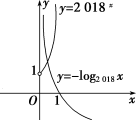 y
y=2 018ˣ
1
y=-log₂ ₀₁₈ x
O
1
x